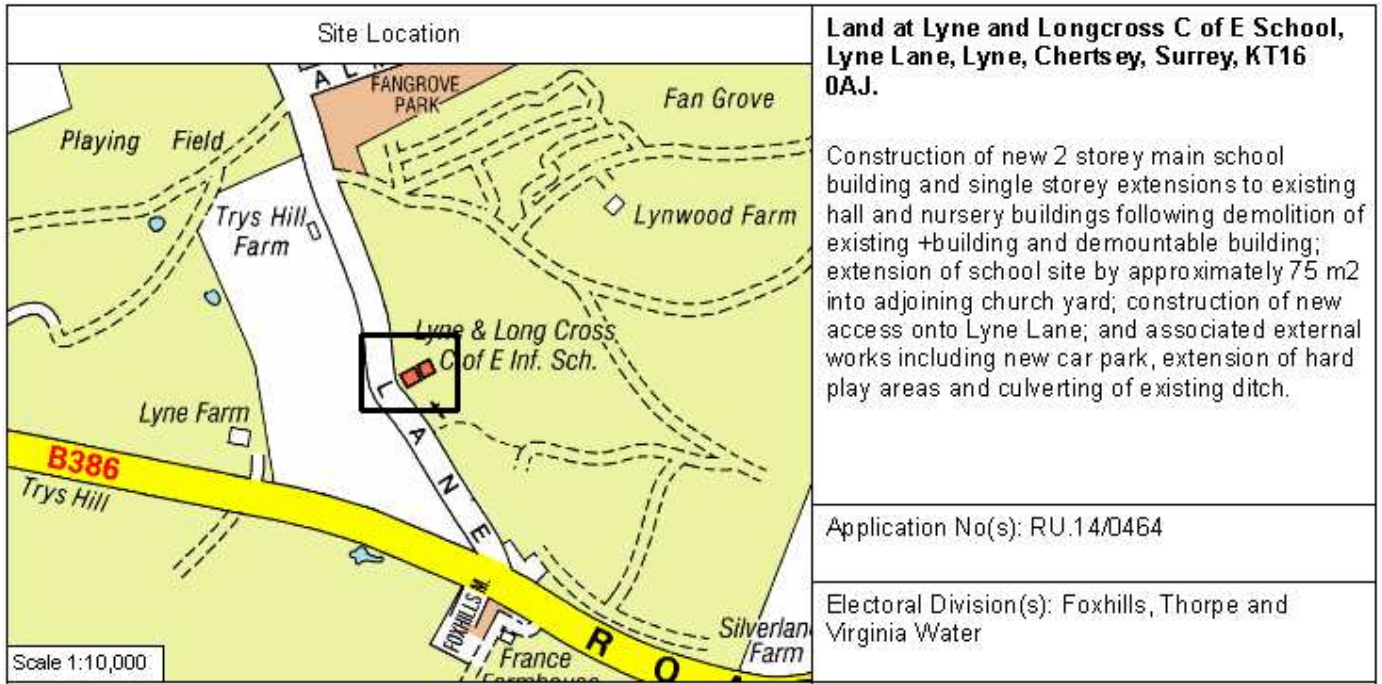 Site Location
A L
FANGROVE
PARK
Fan Grove
Playing Field
Trys Hill
Farm
Lynwood Farm
Lyne & Long Cross
C of E Inf. Sch.
Lyne Farm
L A N E
B386
Trys Hill
FOXHILLS M.
France
Farmhouse
R O
Silverlan
Farm
Scale 1:10,000
Land at Lyne and Longcross C of E School,
Lyne Lane, Lyne, Chertsey, Surrey, KT16
0AJ.
Construction of new 2 storey main school
building and single storey extensions to existing
hall and nursery buildings following demolition of
existing +building and demountable building;
extension of school site by approximately 75 m2
into adjoining church yard; construction of new
access onto Lyne Lane; and associated external
works including new car park, extension of hard
play areas and culverting of existing ditch.
Application No(s): RU.14/0464
Electoral Division(s): Foxhills, Thorpe and
Virginia Water